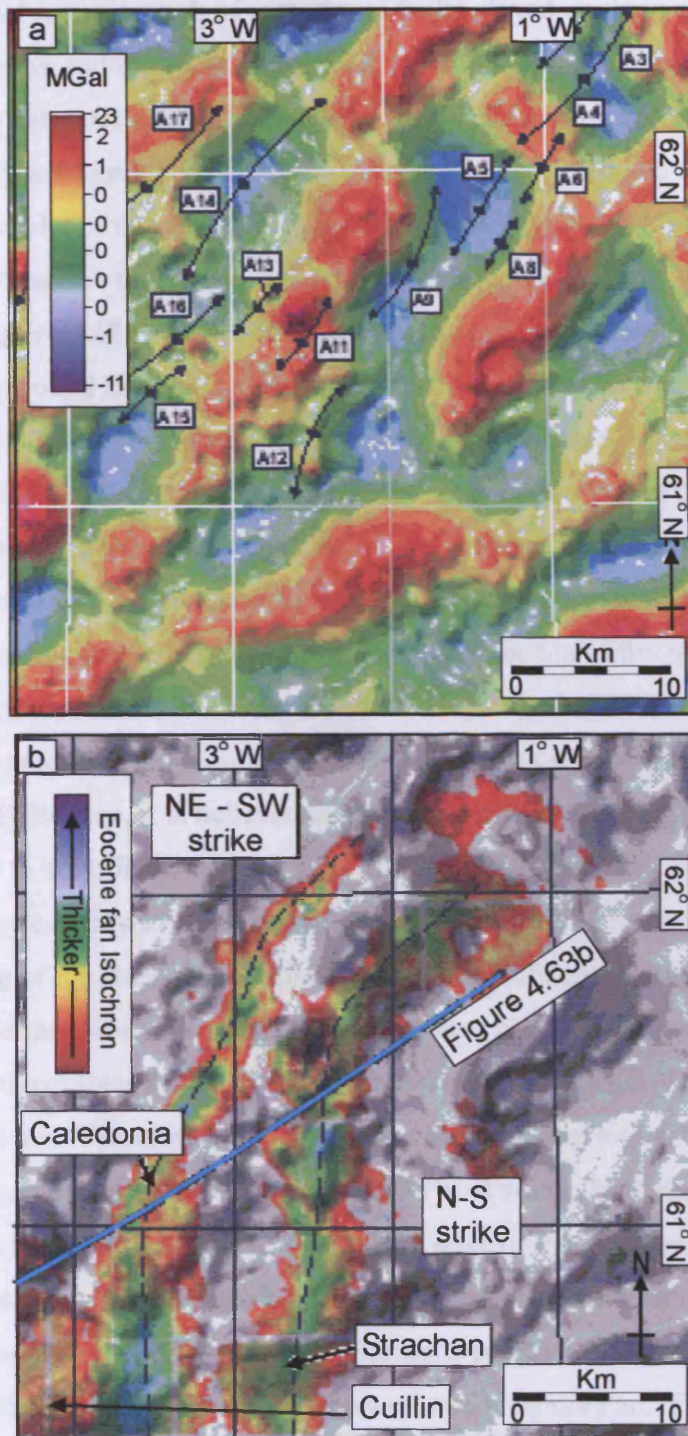 a
3° W
1° W
MGal
23
2
1
0
0
0
0
-1
-11
A17
A14
A13
A16
A15
A11
A12
A9
A5
A3
A4
A6
A8
62° N
61° N
Km
0 10
b
3° W
1° W
NE - SW
strike
Eocene fan Isochron
Thicker
62° N
Figure 4.63b
Caledonia
N-S
strike
61° N
N
Strachan
Cuillin
Km
0 10